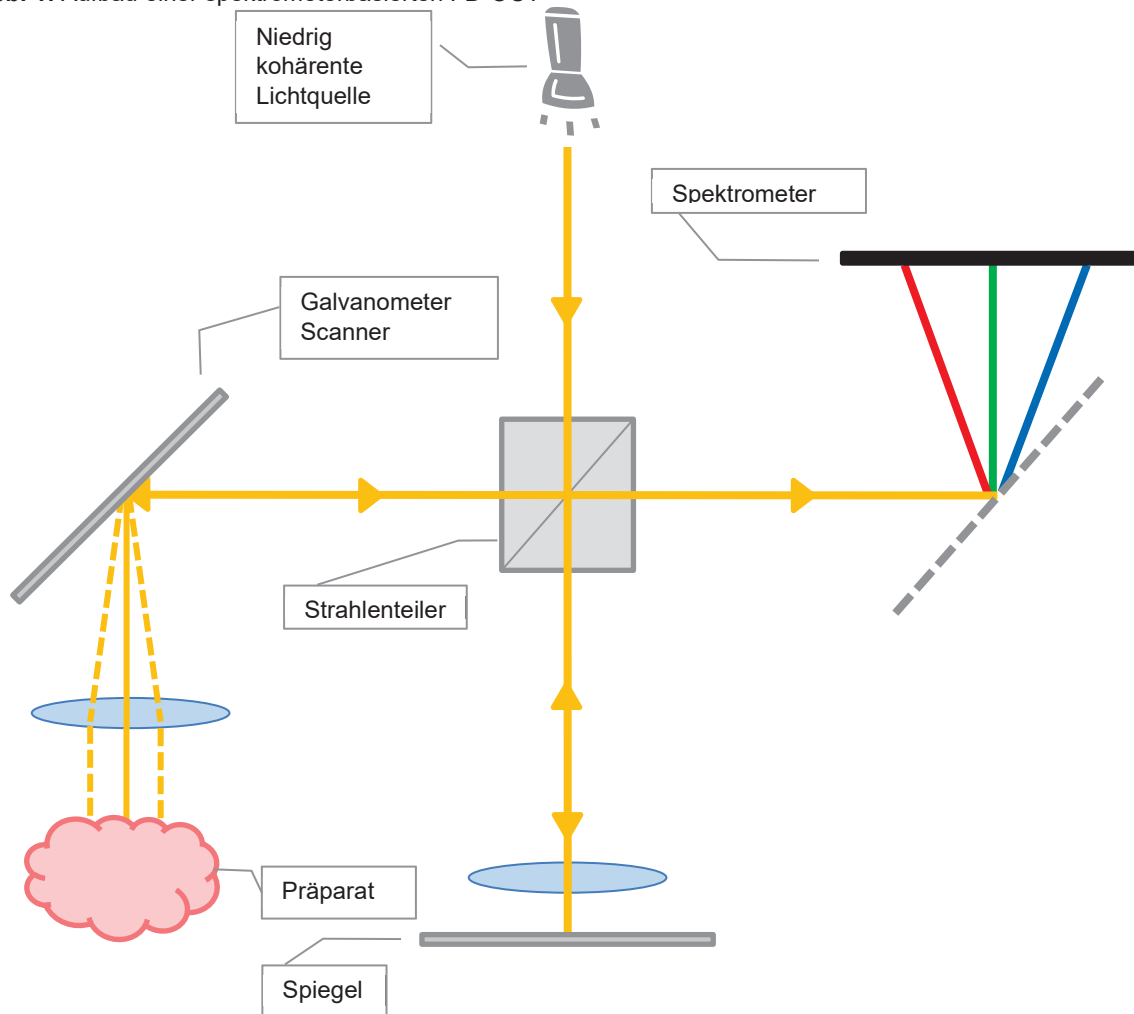 Niedrig
kohärente
Lichtquelle
Spektrometer
Galvanometer
Scanner
Strahlenteiler
Präparat
Spiegel